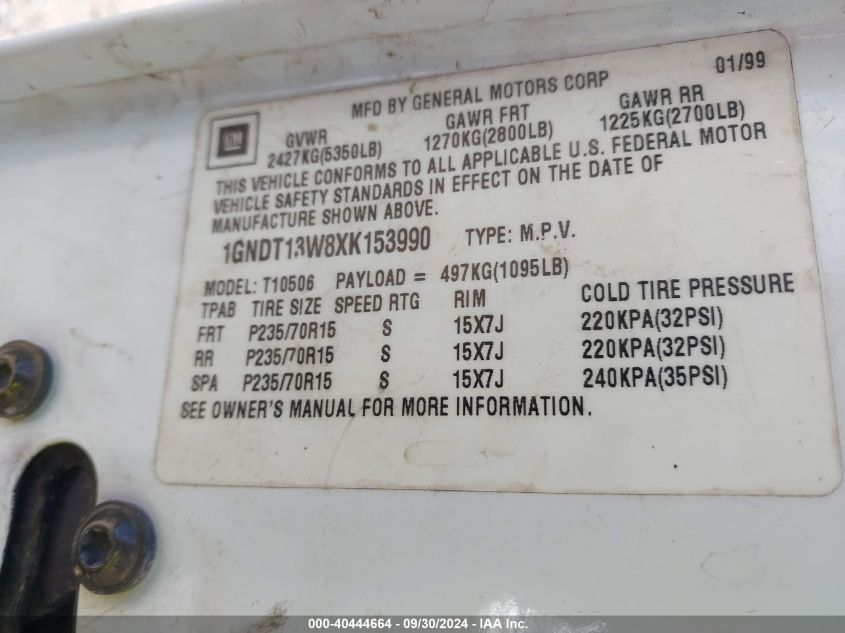 01/99
MFD BY GENERAL MOTORS CORP
GM
GVWR GAWR FRT GAWR RR
2427KG(5350LB) 1270KG(2800LB) 1225KG(2700LB)
THIS VEHICLE CONFORMS TO ALL APPLICABLE U.S. FEDERAL MOTOR
VEHICLE SAFETY STANDARDS IN EFFECT ON THE DATE OF
MANUFACTURE SHOWN ABOVE.
1GNDT13W8XK153990 TYPE: M.P.V.
MODEL: T10506 PAYLOAD = 497KG(1095LB)
TPAB TIRE SIZE SPEED RTG RIM COLD TIRE PRESSURE
FRT P235/70R15 S 15X7J 220KPA(32PSI)
RR P235/70R15 S 15X7J 220KPA(32PSI)
SPA P235/70R15 S 15X7J 240KPA(35PSI)
SEE OWNER'S MANUAL FOR MORE INFORMATION.
000-40444664 - 09/30/2024 - IAA Inc.